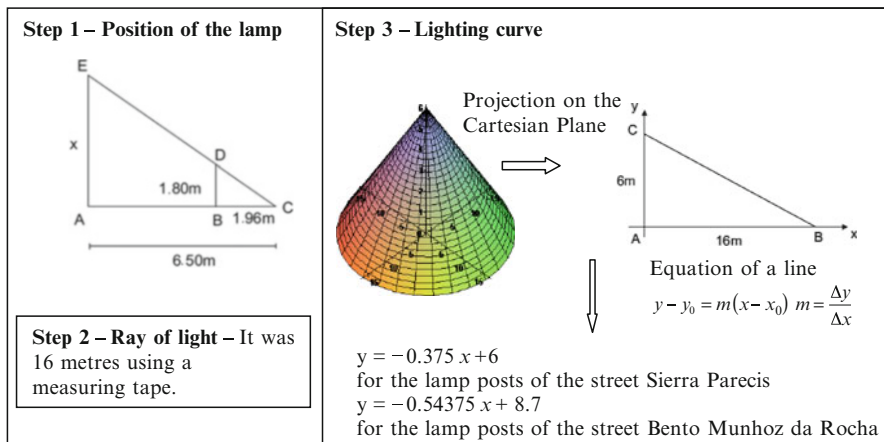 Step 1 – Position of the lamp
E
x
D
1.80m
A
B
C
1.96m
6.50m
Step 2 – Ray of light – It was
16 metres using a
measuring tape.
Step 3 – Lighting curve
Projection on the
Cartesian Plane
y
C
6m
A
16m
B
x
Equation of a line
y − y₀ = m(x − x₀) m = Δy/Δx
y = −0.375 x + 6
for the lamp posts of the street Sierra Parecis
y = −0.54375 x + 8.7
for the lamp posts of the street Bento Munhoz da Rocha